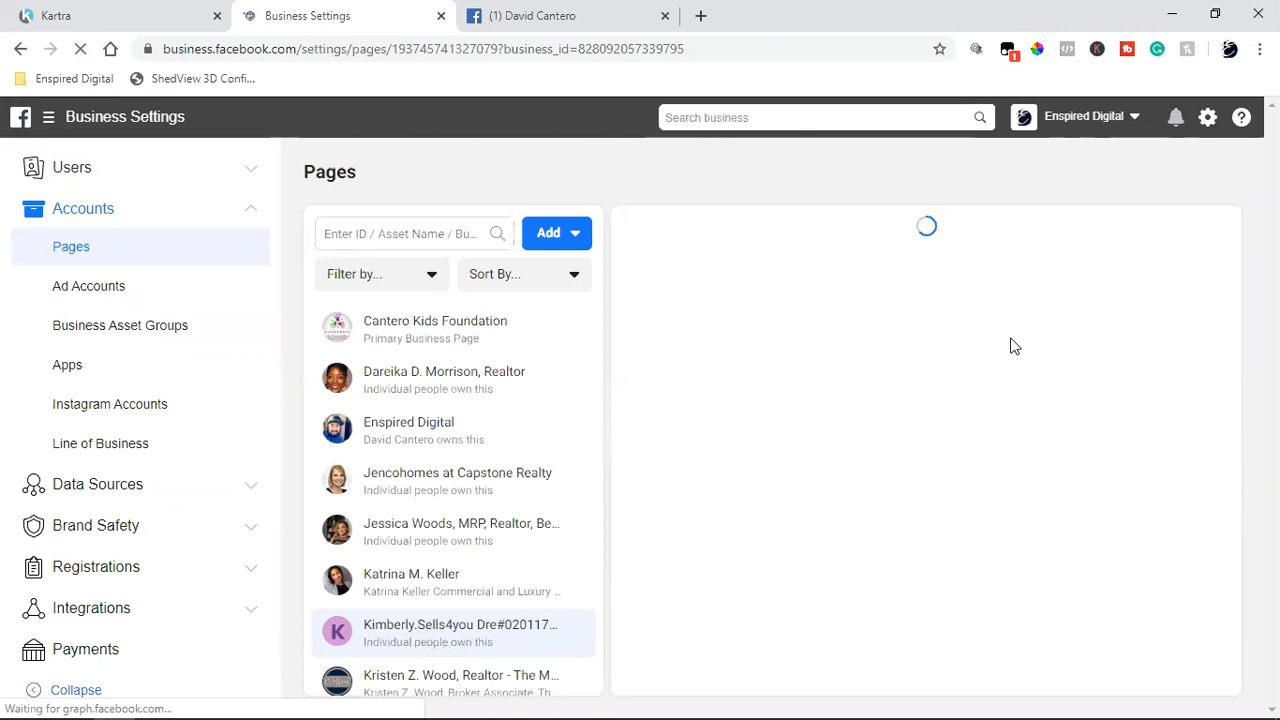 Kartra
Business Settings
(1) David Cantero
business.facebook.com/settings/pages/193745741327079?business_id=828092057339795
1
Enspired Digital
ShedView 3D Confi...
Business Settings
Search business
Enspired Digital
Users
Accounts
Pages
Ad Accounts
Business Asset Groups
Apps
Instagram Accounts
Line of Business
Data Sources
Brand Safety
Registrations
Integrations
Payments
Collapse
Pages
Enter ID / Asset Name / Bu...
Add
Filter by...
Sort By...
Cantero Kids Foundation
Primary Business Page
Dareika D. Morrison, Realtor
Individual people own this
Enspired Digital
David Cantero owns this
Jencohomes at Capstone Realty
Individual people own this
Jessica Woods, MRP, Realtor, Be...
Individual people own this
Katrina M. Keller
Katrina Keller Commercial and Luxury ...
K
Kimberly.Sells4you Dre#020117...
Individual people own this
Kristen Z. Wood, Realtor - The M...
Kristen Z. Wood, Broker Associate, Th...
Waiting for graph.facebook.com...